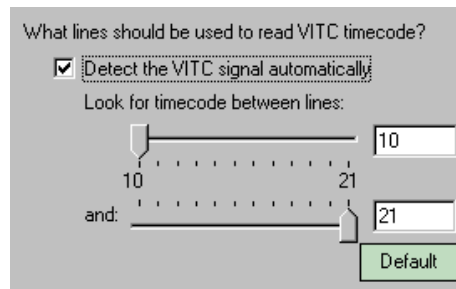 What lines should be used to read VITC timecode?
Detect the VITC signal automatically
Look for timecode between lines:
10
10 21
and:
21
Default